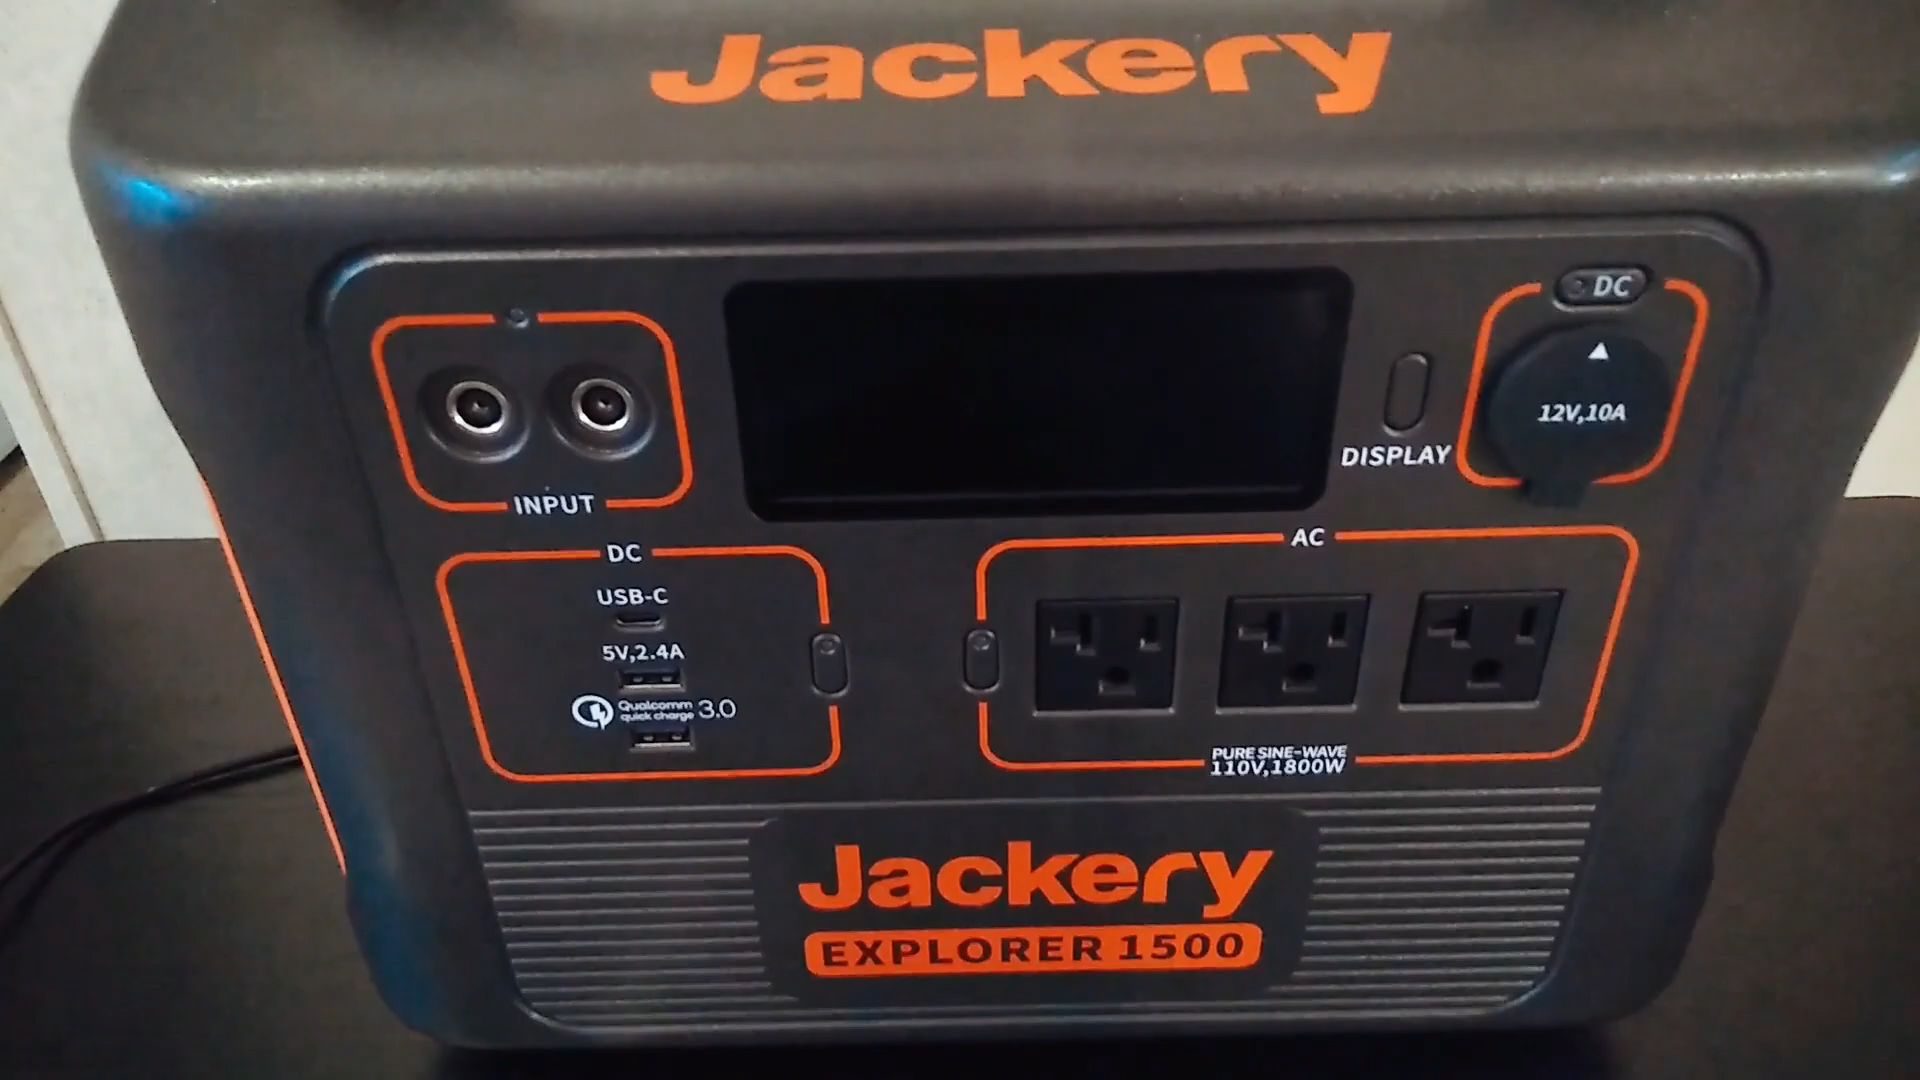 Jackery
DC
12V,10A
DISPLAY
INPUT
DC
USB-C
5V,2.4A
Qualcomm
quick charge 3.0
AC
PURE SINE-WAVE
110V,1800W
Jackery
EXPLORER 1500